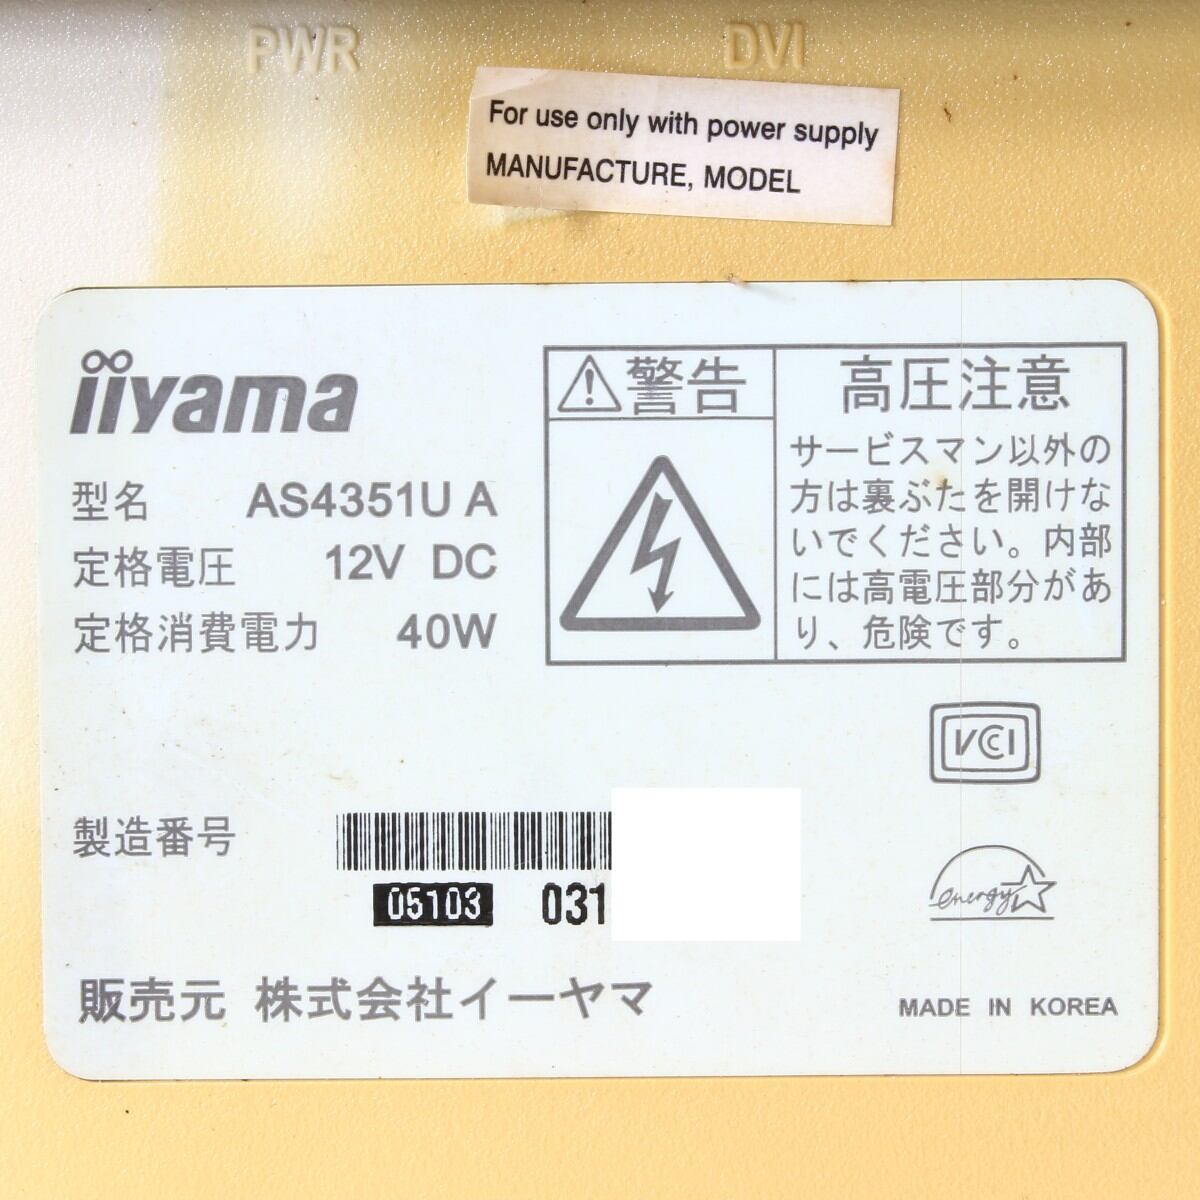 PWR
DVI
For use only with power supply
MANUFACTURE, MODEL
iiyama
型名 AS4351U A
定格電圧 12V DC
定格消費電力 40W
警告
高圧注意
サービスマン以外の
方は裏ぶたを開けな
いでください。内部
には高電圧部分があ
り、危険です。
VCCI
製造番号
05103 031
energy
販売元 株式会社イーヤマ
MADE IN KOREA